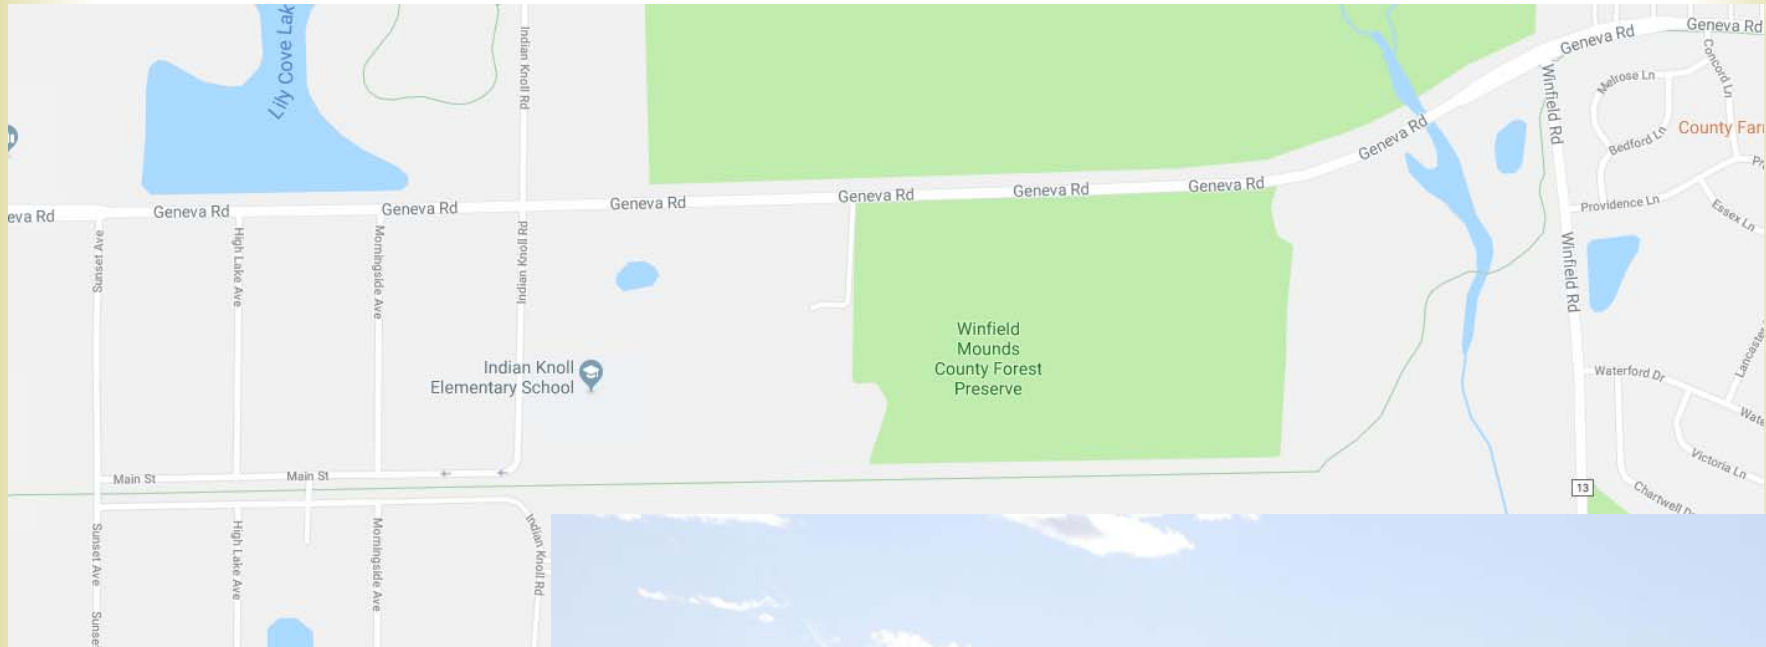 Lily Cove Lak
Indian Knoll Rd
Geneva Rd
Geneva Rd
Concord Ln
Melrose Ln
Winfield Rd
County Far
Geneva Rd
Bedford Ln
Geneva Rd
Geneva Rd
Geneva Rd
Geneva Rd
Geneva Rd
Geneva Rd
eva Rd
Providence Ln
Essex Ln
Sunset Ave
High Lake Ave
Morningside Ave
Indian Knoll Rd
Winfield Rd
Winfield
Mounds
County Forest
Preserve
Indian Knoll
Elementary School
Lancaster
Waterford Dr
Wate
Victoria Ln
Main St
Main St
13
Chartwell D
Sunset Ave
High Lake Ave
Morningside Ave
Indian Knoll Rd
Sunse